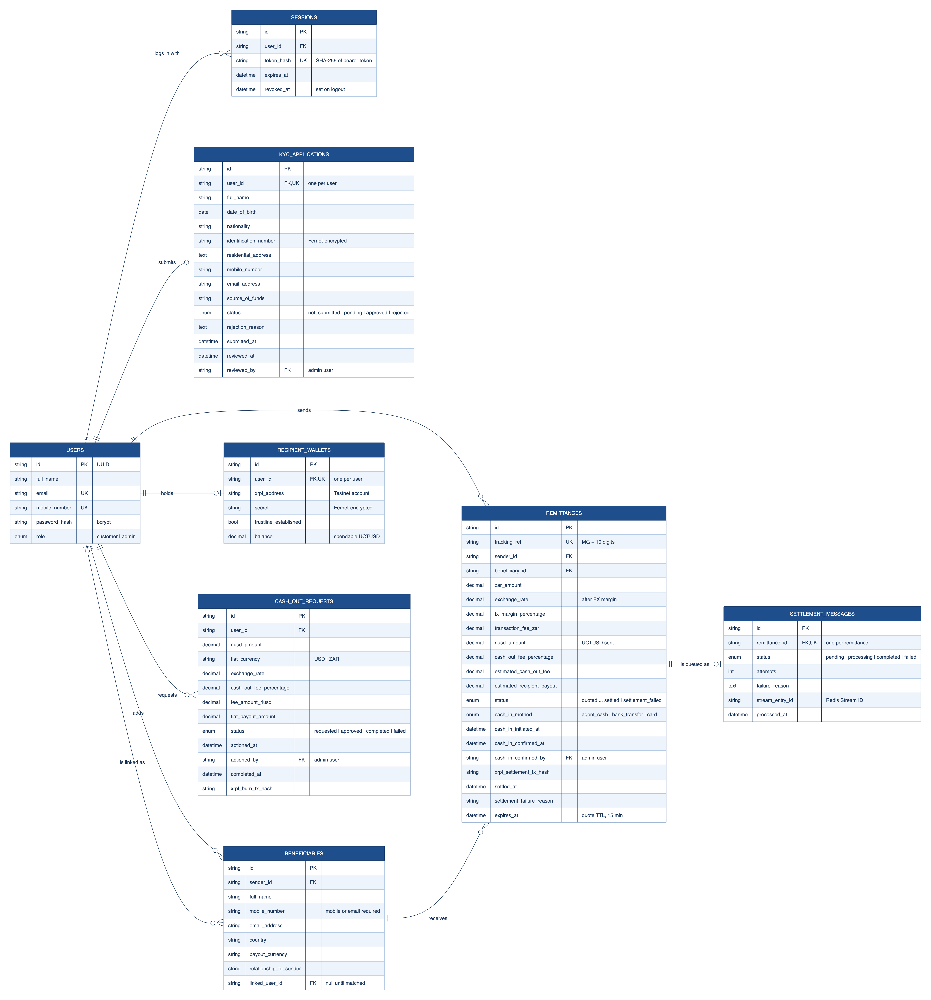 SESSIONS
string id PK
string user_id FK
string token_hash UK SHA-256 of bearer token
datetime expires_at
datetime revoked_at set on logout
logs in with
KYC_APPLICATIONS
string id PK
string user_id FK,UK one per user
string full_name
date date_of_birth
string nationality
string identification_number Fernet-encrypted
text residential_address
string mobile_number
string email_address
string source_of_funds
enum status not_submitted | pending | approved | rejected
text rejection_reason
datetime submitted_at
datetime reviewed_at
string reviewed_by FK admin user
submits
sends
USERS
string id PK UUID
string full_name
string email UK
string mobile_number UK
string password_hash bcrypt
enum role customer | admin
holds
RECIPIENT_WALLETS
string id PK
string user_id FK,UK one per user
string xrpl_address Testnet account
string secret Fernet-encrypted
bool trustline_established
decimal balance spendable UCTUSD
REMITTANCES
string id PK
string tracking_ref UK MG + 10 digits
string sender_id FK
string beneficiary_id FK
decimal zar_amount
decimal exchange_rate after FX margin
decimal fx_margin_percentage
decimal transaction_fee_zar
decimal rlusd_amount UCTUSD sent
decimal cash_out_fee_percentage
decimal estimated_cash_out_fee
decimal estimated_recipient_payout
enum status quoted ... settled | settlement_failed
enum cash_in_method agent_cash | bank_transfer | card
datetime cash_in_initiated_at
datetime cash_in_confirmed_at
string cash_in_confirmed_by FK admin user
string xrpl_settlement_tx_hash
datetime settled_at
string settlement_failure_reason
datetime expires_at quote TTL, 15 min
is queued as
SETTLEMENT_MESSAGES
string id PK
string remittance_id FK,UK one per remittance
enum status pending | processing | completed | failed
int attempts
text failure_reason
string stream_entry_id Redis Stream ID
datetime processed_at
CASH_OUT_REQUESTS
string id PK
string user_id FK
decimal rlusd_amount
string fiat_currency USD | ZAR
decimal exchange_rate
decimal cash_out_fee_percentage
decimal fee_amount_rlusd
decimal fiat_payout_amount
enum status requested | approved | completed | failed
datetime actioned_at
string actioned_by FK admin user
datetime completed_at
string xrpl_burn_tx_hash
requests
adds
is linked as
BENEFICIARIES
string id PK
string sender_id FK
string full_name
string mobile_number mobile or email required
string email_address
string country
string payout_currency
string relationship_to_sender
string linked_user_id FK null until matched
receives